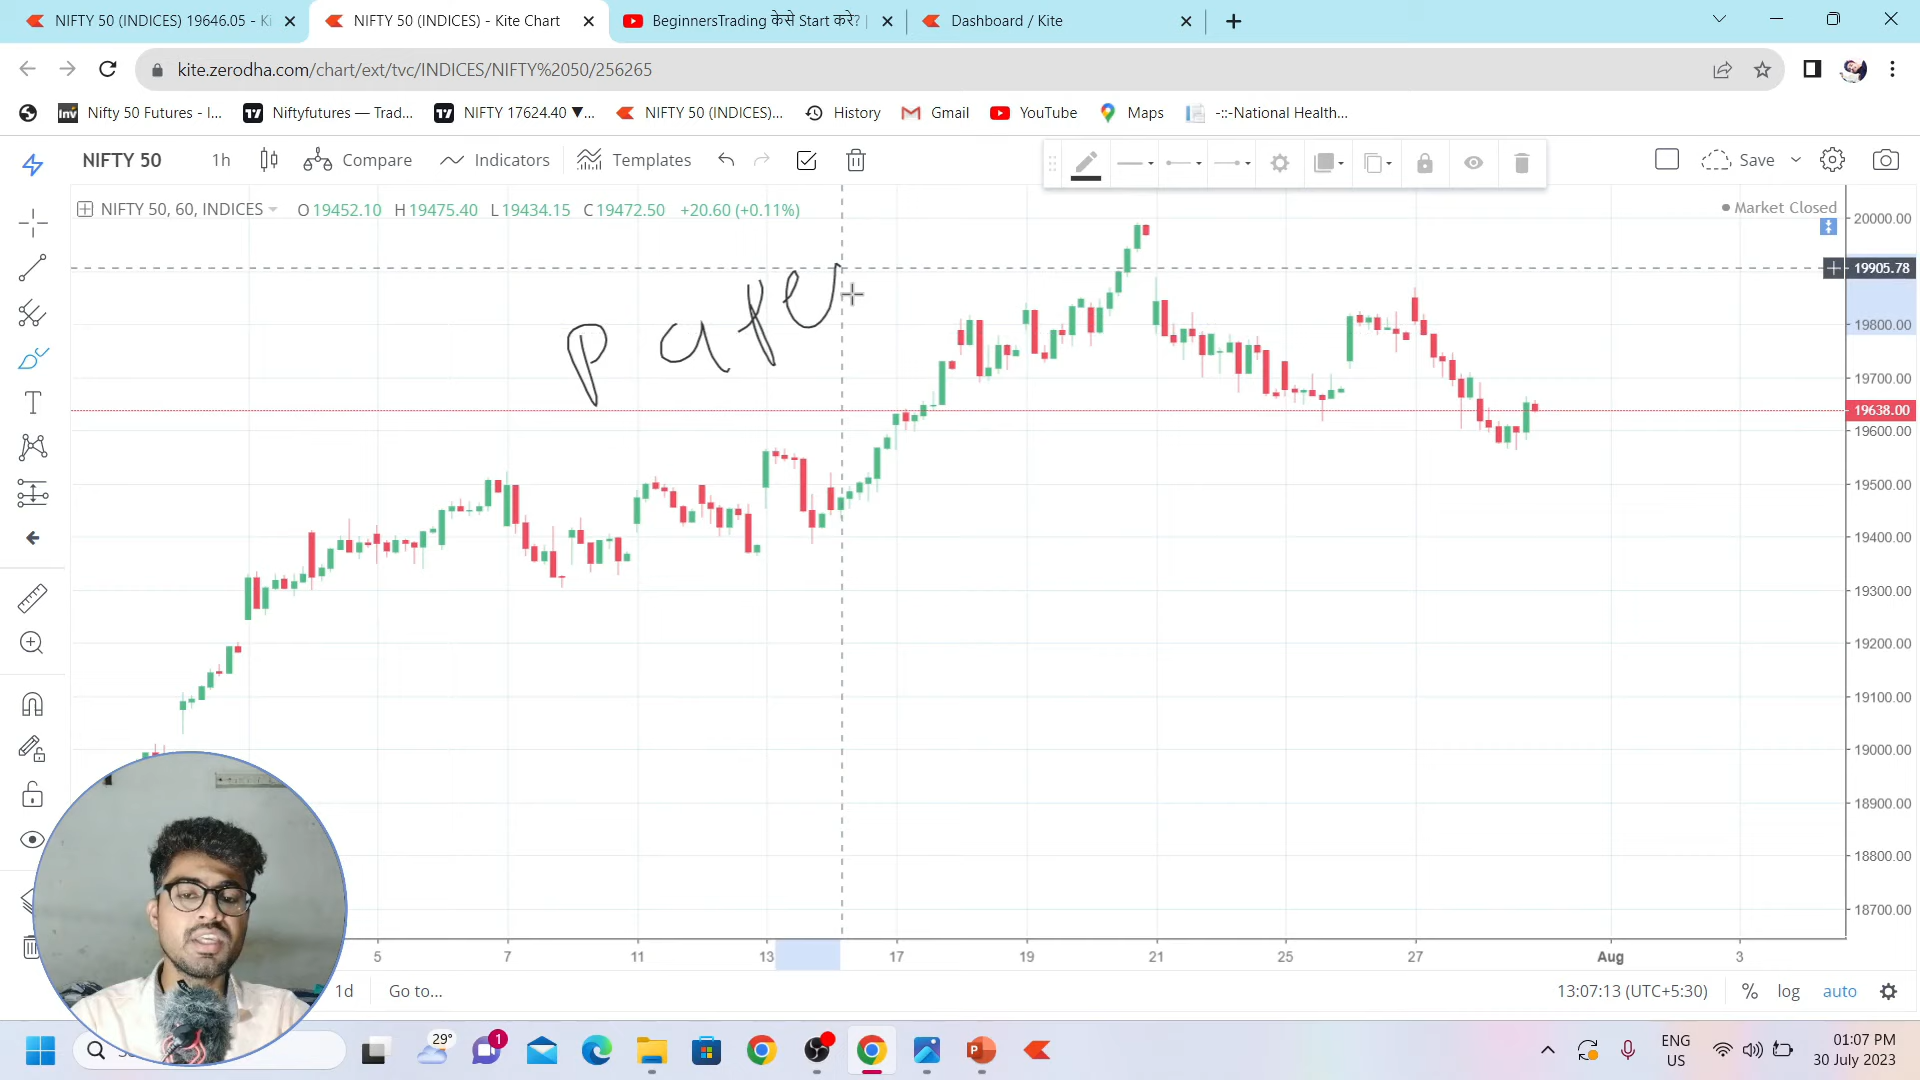 NIFTY 50 (INDICES) 19646.05 - Ki
NIFTY 50 (INDICES) - Kite Chart
BeginnersTrading केसे Start करे? |
Dashboard / Kite
kite.zerodha.com/chart/ext/tvc/INDICES/NIFTY%2050/256265
Inv Nifty 50 Futures - I...
Niftyfutures — Trad...
NIFTY 17624.40 ▼...
NIFTY 50 (INDICES)...
History
Gmail
YouTube
Maps
-::-National Health...
NIFTY 50
1h
Compare
Indicators
Templates
Save
NIFTY 50, 60, INDICES
O 19452.10 H 19475.40 L 19434.15 C 19472.50 +20.60 (+0.11%)
Market Closed
paper
20000.00
19905.78
19800.00
19700.00
19638.00
19600.00
19500.00
19400.00
19300.00
19200.00
19100.00
19000.00
18900.00
18800.00
18700.00
5 7 11 13 17 19 21 25 27 Aug 3
1d
Go to...
13:07:13 (UTC+5:30)
% log auto
29°
1
ENG
US
01:07 PM
30 July 2023